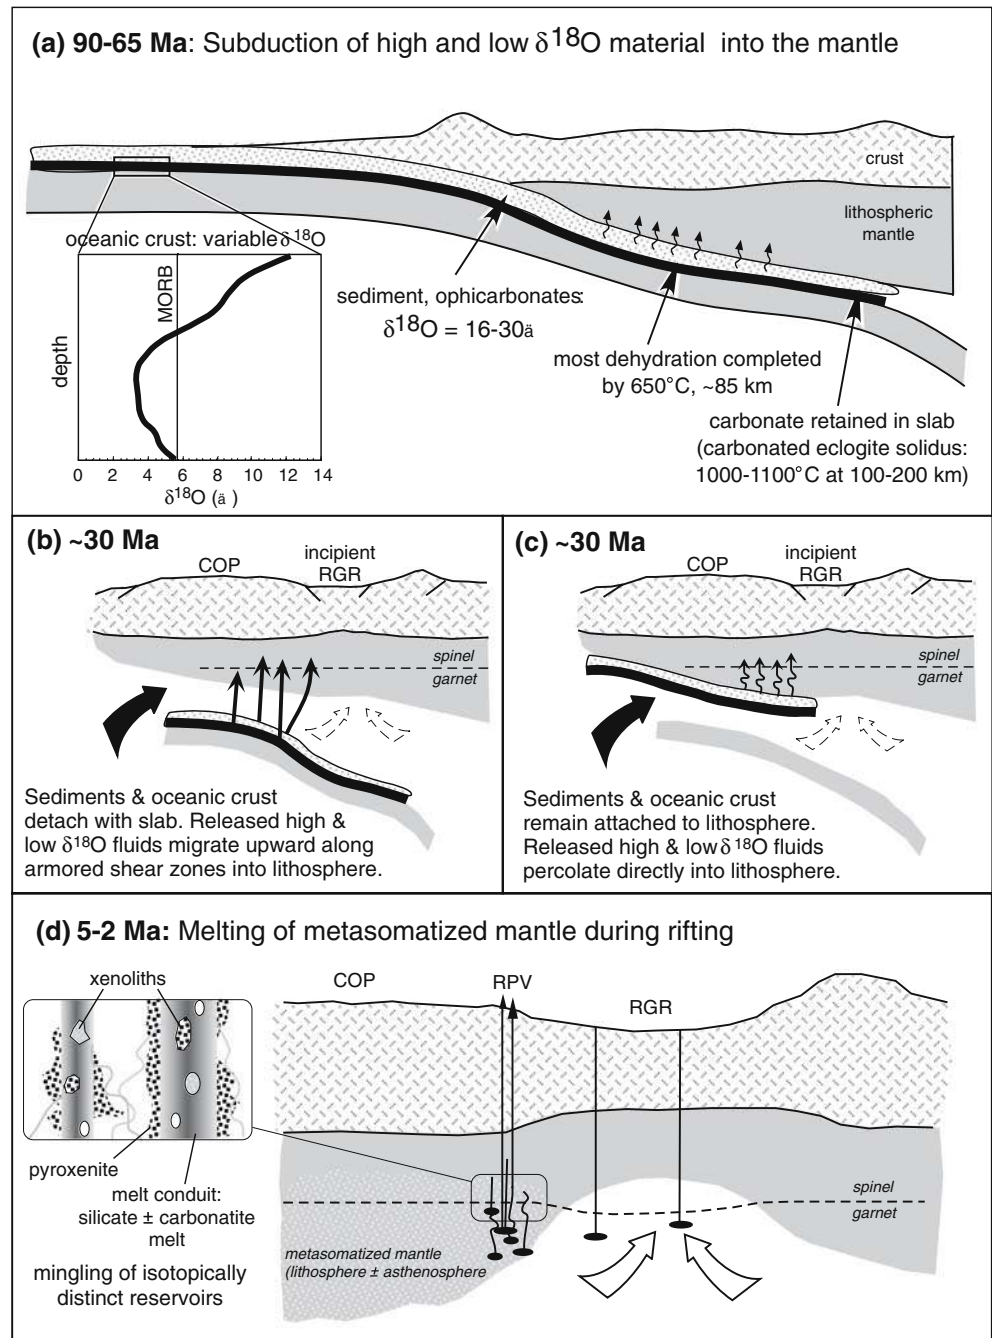 (a) 90-65 Ma: Subduction of high and low δ18O material into the mantle
crust
lithospheric
mantle
oceanic crust: variable δ18O
MORB
depth
0 2 4 6 8 10 12 14
δ18O (ä )
sediment, ophicarbonates:
δ18O = 16-30ä
most dehydration completed
by 650°C, ~85 km
carbonate retained in slab
(carbonated eclogite solidus:
1000-1100°C at 100-200 km)
(b) ~30 Ma
COP
incipient
RGR
spinel
garnet
Sediments & oceanic crust
detach with slab. Released high &
low δ18O fluids migrate upward along
armored shear zones into lithosphere.
(c) ~30 Ma
COP
incipient
RGR
spinel
garnet
Sediments & oceanic crust
remain attached to lithosphere.
Released high & low δ18O fluids
percolate directly into lithosphere.
(d) 5-2 Ma: Melting of metasomatized mantle during rifting
xenoliths
COP
RPV
RGR
pyroxenite
melt conduit:
silicate ± carbonatite
melt
mingling of isotopically
distinct reservoirs
spinel
garnet
metasomatized mantle
(lithosphere ± asthenosphere